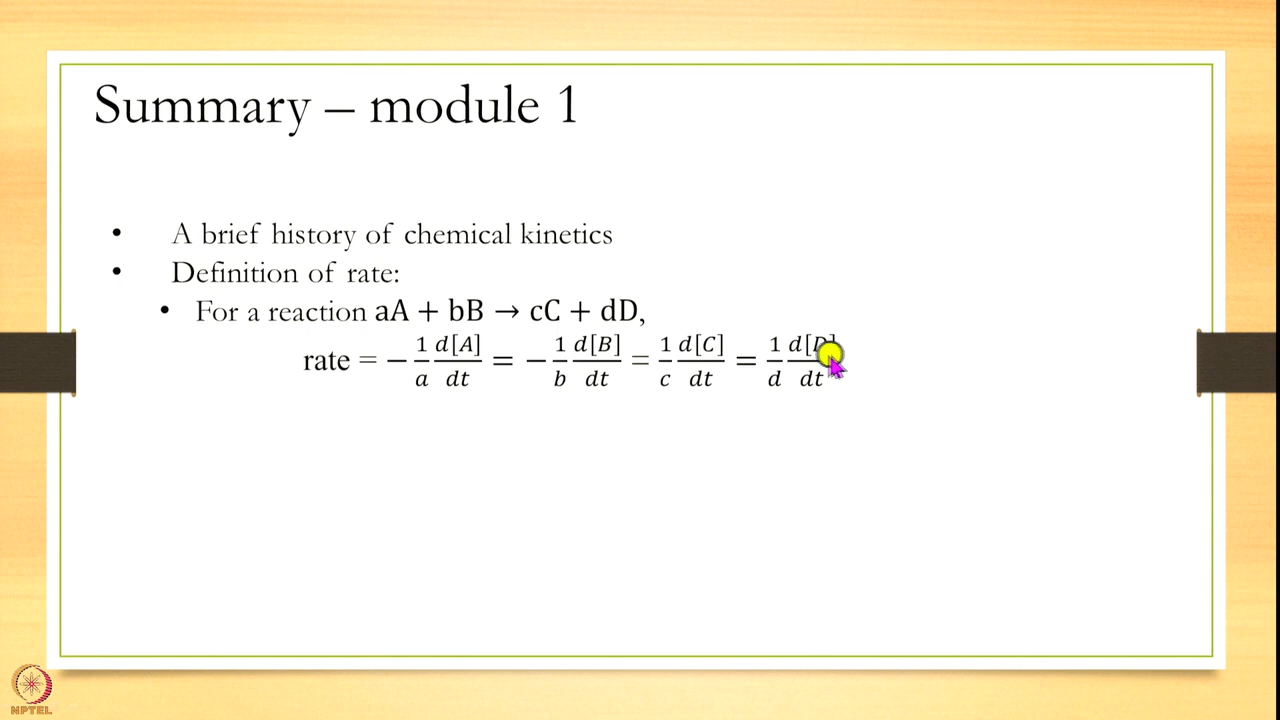 Summary – module 1
• A brief history of chemical kinetics
• Definition of rate:
• For a reaction aA + bB → cC + dD,
rate = − 1/a d[A]/dt = − 1/b d[B]/dt = 1/c d[C]/dt = 1/d d[D]/dt
NPTEL